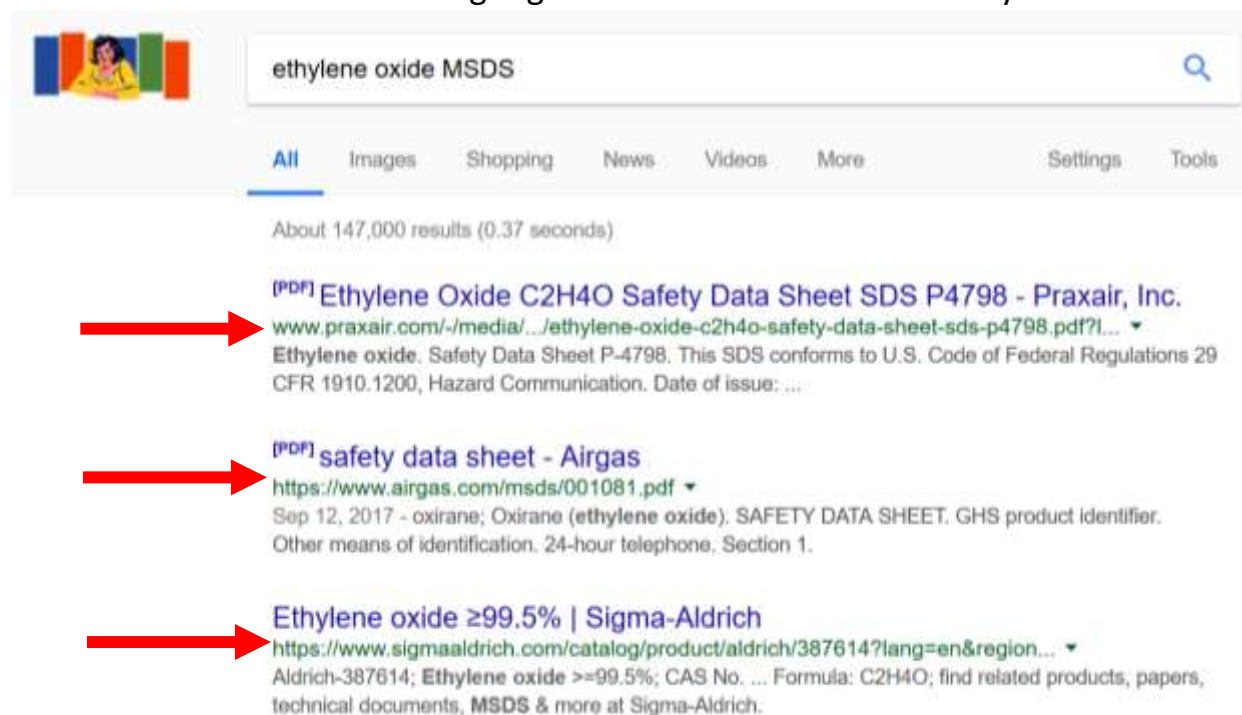 ethylene oxide MSDS
All Images Shopping News Videos More Settings Tools
About 147,000 results (0.37 seconds)
[PDF] Ethylene Oxide C2H4O Safety Data Sheet SDS P4798 - Praxair, Inc.
www.praxair.com/-/media/.../ethylene-oxide-c2h4o-safety-data-sheet-sds-p4798.pdf?l...
Ethylene oxide. Safety Data Sheet P-4798. This SDS conforms to U.S. Code of Federal Regulations 29
CFR 1910.1200, Hazard Communication. Date of issue: ...
[PDF] safety data sheet - Airgas
https://www.airgas.com/msds/001081.pdf
Sep 12, 2017 - oxirane; Oxirane (ethylene oxide). SAFETY DATA SHEET. GHS product identifier.
Other means of identification. 24-hour telephone. Section 1.
Ethylene oxide ≥99.5% | Sigma-Aldrich
https://www.sigmaaldrich.com/catalog/product/aldrich/387614?lang=en&region...
Aldrich-387614; Ethylene oxide >=99.5%; CAS No. ... Formula: C2H4O; find related products, papers,
technical documents, MSDS & more at Sigma-Aldrich.